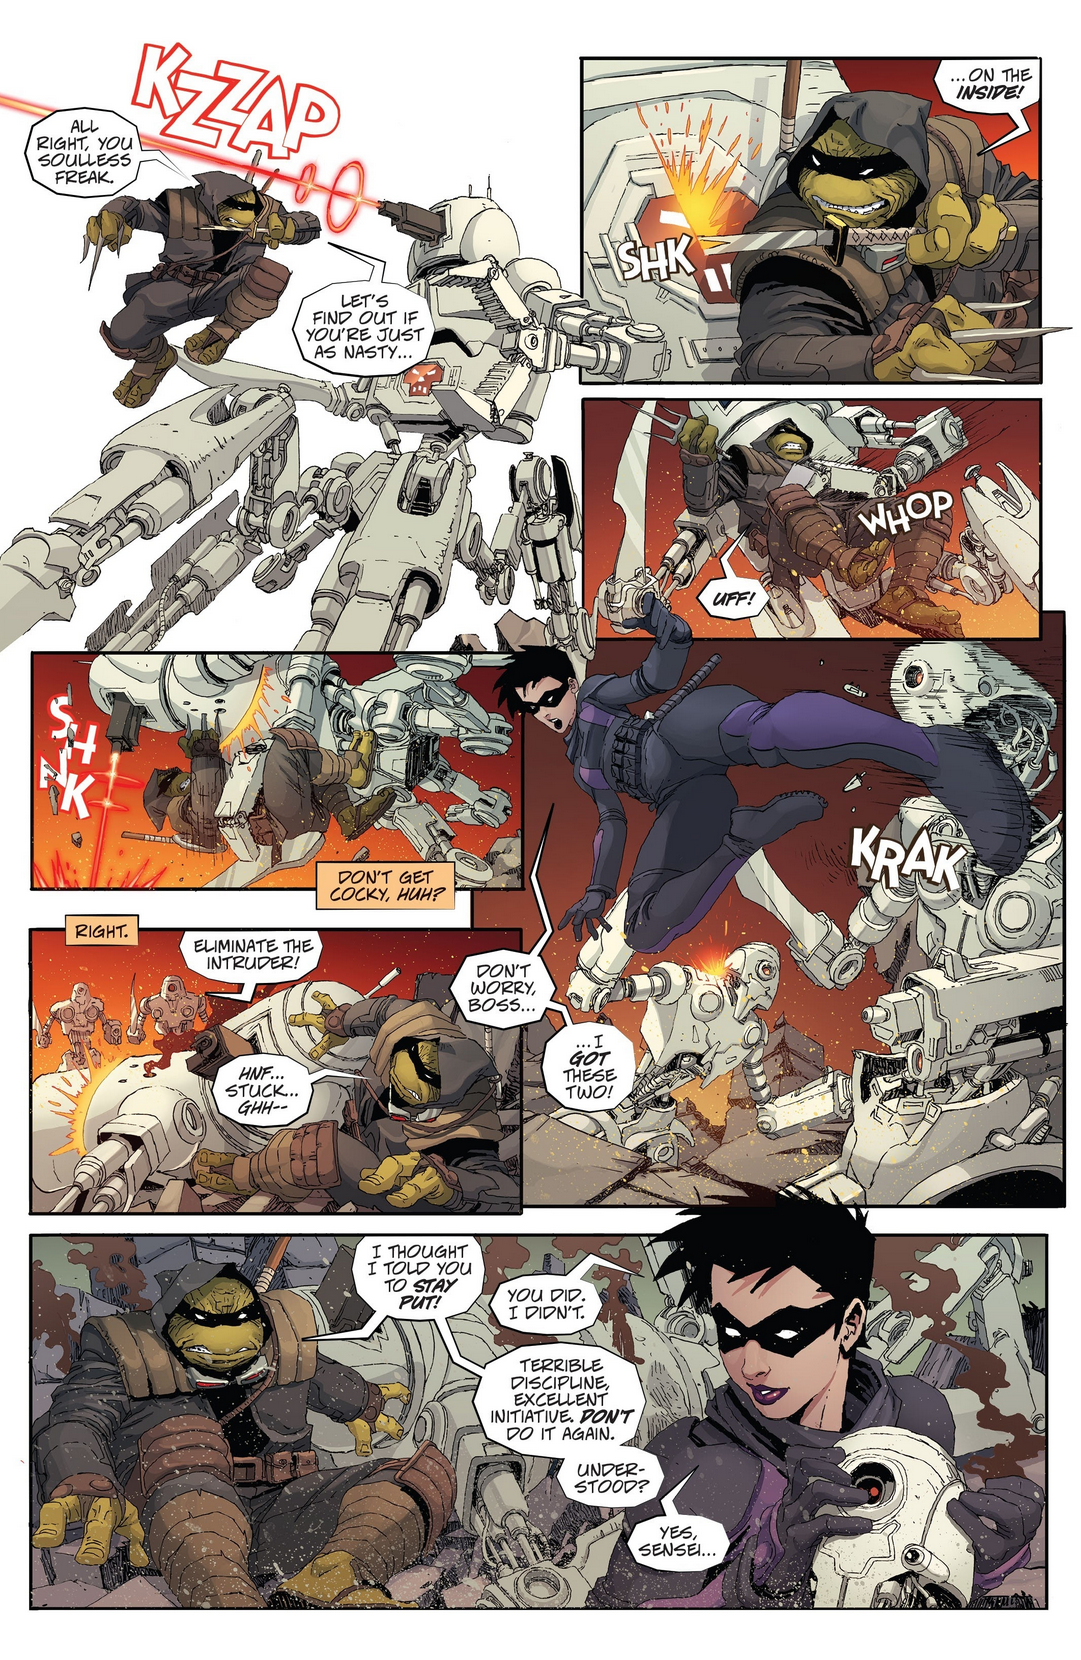 KZZAP
ALL
RIGHT, YOU
SOULLESS
FREAK.
LET'S
FIND OUT IF
YOU'RE JUST
AS NASTY...
...ON THE
INSIDE!
SHK
WHOP
UFF!
SHNK
DON'T GET
COCKY, HUH?
RIGHT.
ELIMINATE THE
INTRUDER!
HNF...
STUCK...
GHH--
DON'T
WORRY,
BOSS...
...I
GOT
THESE
TWO!
KRAK
I THOUGHT
I TOLD YOU
TO STAY
PUT!
YOU DID.
I DIDN'T.
TERRIBLE
DISCIPLINE,
EXCELLENT
INITIATIVE. DON'T
DO IT AGAIN.
UNDER-
STOOD?
YES,
SENSEI...